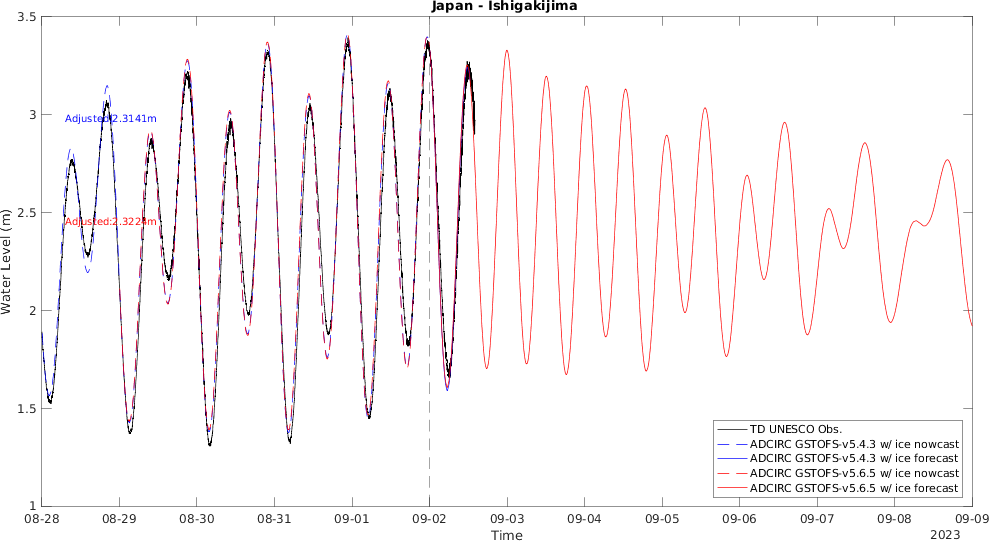 Japan - Ishigakijima
3.5
3
2.5
2
1.5
1
Water Level (m)
Adjusted:2.3141m
Adjusted:2.3224m
TD UNESCO Obs.
ADCIRC GSTOFS-v5.4.3 w/ ice nowcast
ADCIRC GSTOFS-v5.4.3 w/ ice forecast
ADCIRC GSTOFS-v5.6.5 w/ ice nowcast
ADCIRC GSTOFS-v5.6.5 w/ ice forecast
08-28 08-29 08-30 08-31 09-01 09-02 09-03 09-04 09-05 09-06 09-07 09-08 09-09
Time
2023